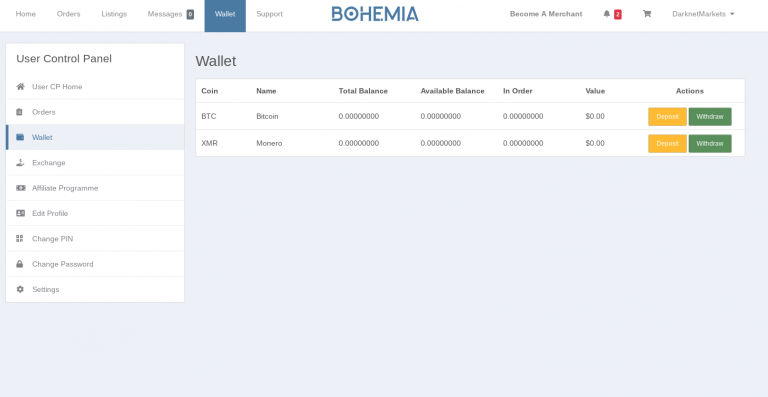 Home Orders Listings Messages 0 Wallet Support BOHEMIA Become A Merchant 2 DarknetMarkets
User Control Panel
User CP Home
Orders
Wallet
Exchange
Affiliate Programme
Edit Profile
Change PIN
Change Password
Settings
Wallet
Coin Name Total Balance Available Balance In Order Value Actions
BTC Bitcoin 0.00000000 0.00000000 0.00000000 $0.00 Deposit Withdraw
XMR Monero 0.00000000 0.00000000 0.00000000 $0.00 Deposit Withdraw